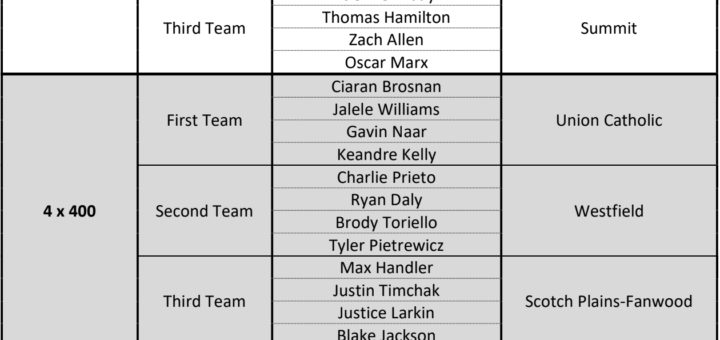 Third Team
Thomas Hamilton
Zach Allen
Oscar Marx
Summit
4 x 400
First Team
Ciaran Brosnan
Jalele Williams
Gavin Naar
Keandre Kelly
Union Catholic
Second Team
Charlie Prieto
Ryan Daly
Brody Toriello
Tyler Pietrewicz
Westfield
Third Team
Max Handler
Justin Timchak
Justice Larkin
Blake Jackson
Scotch Plains-Fanwood